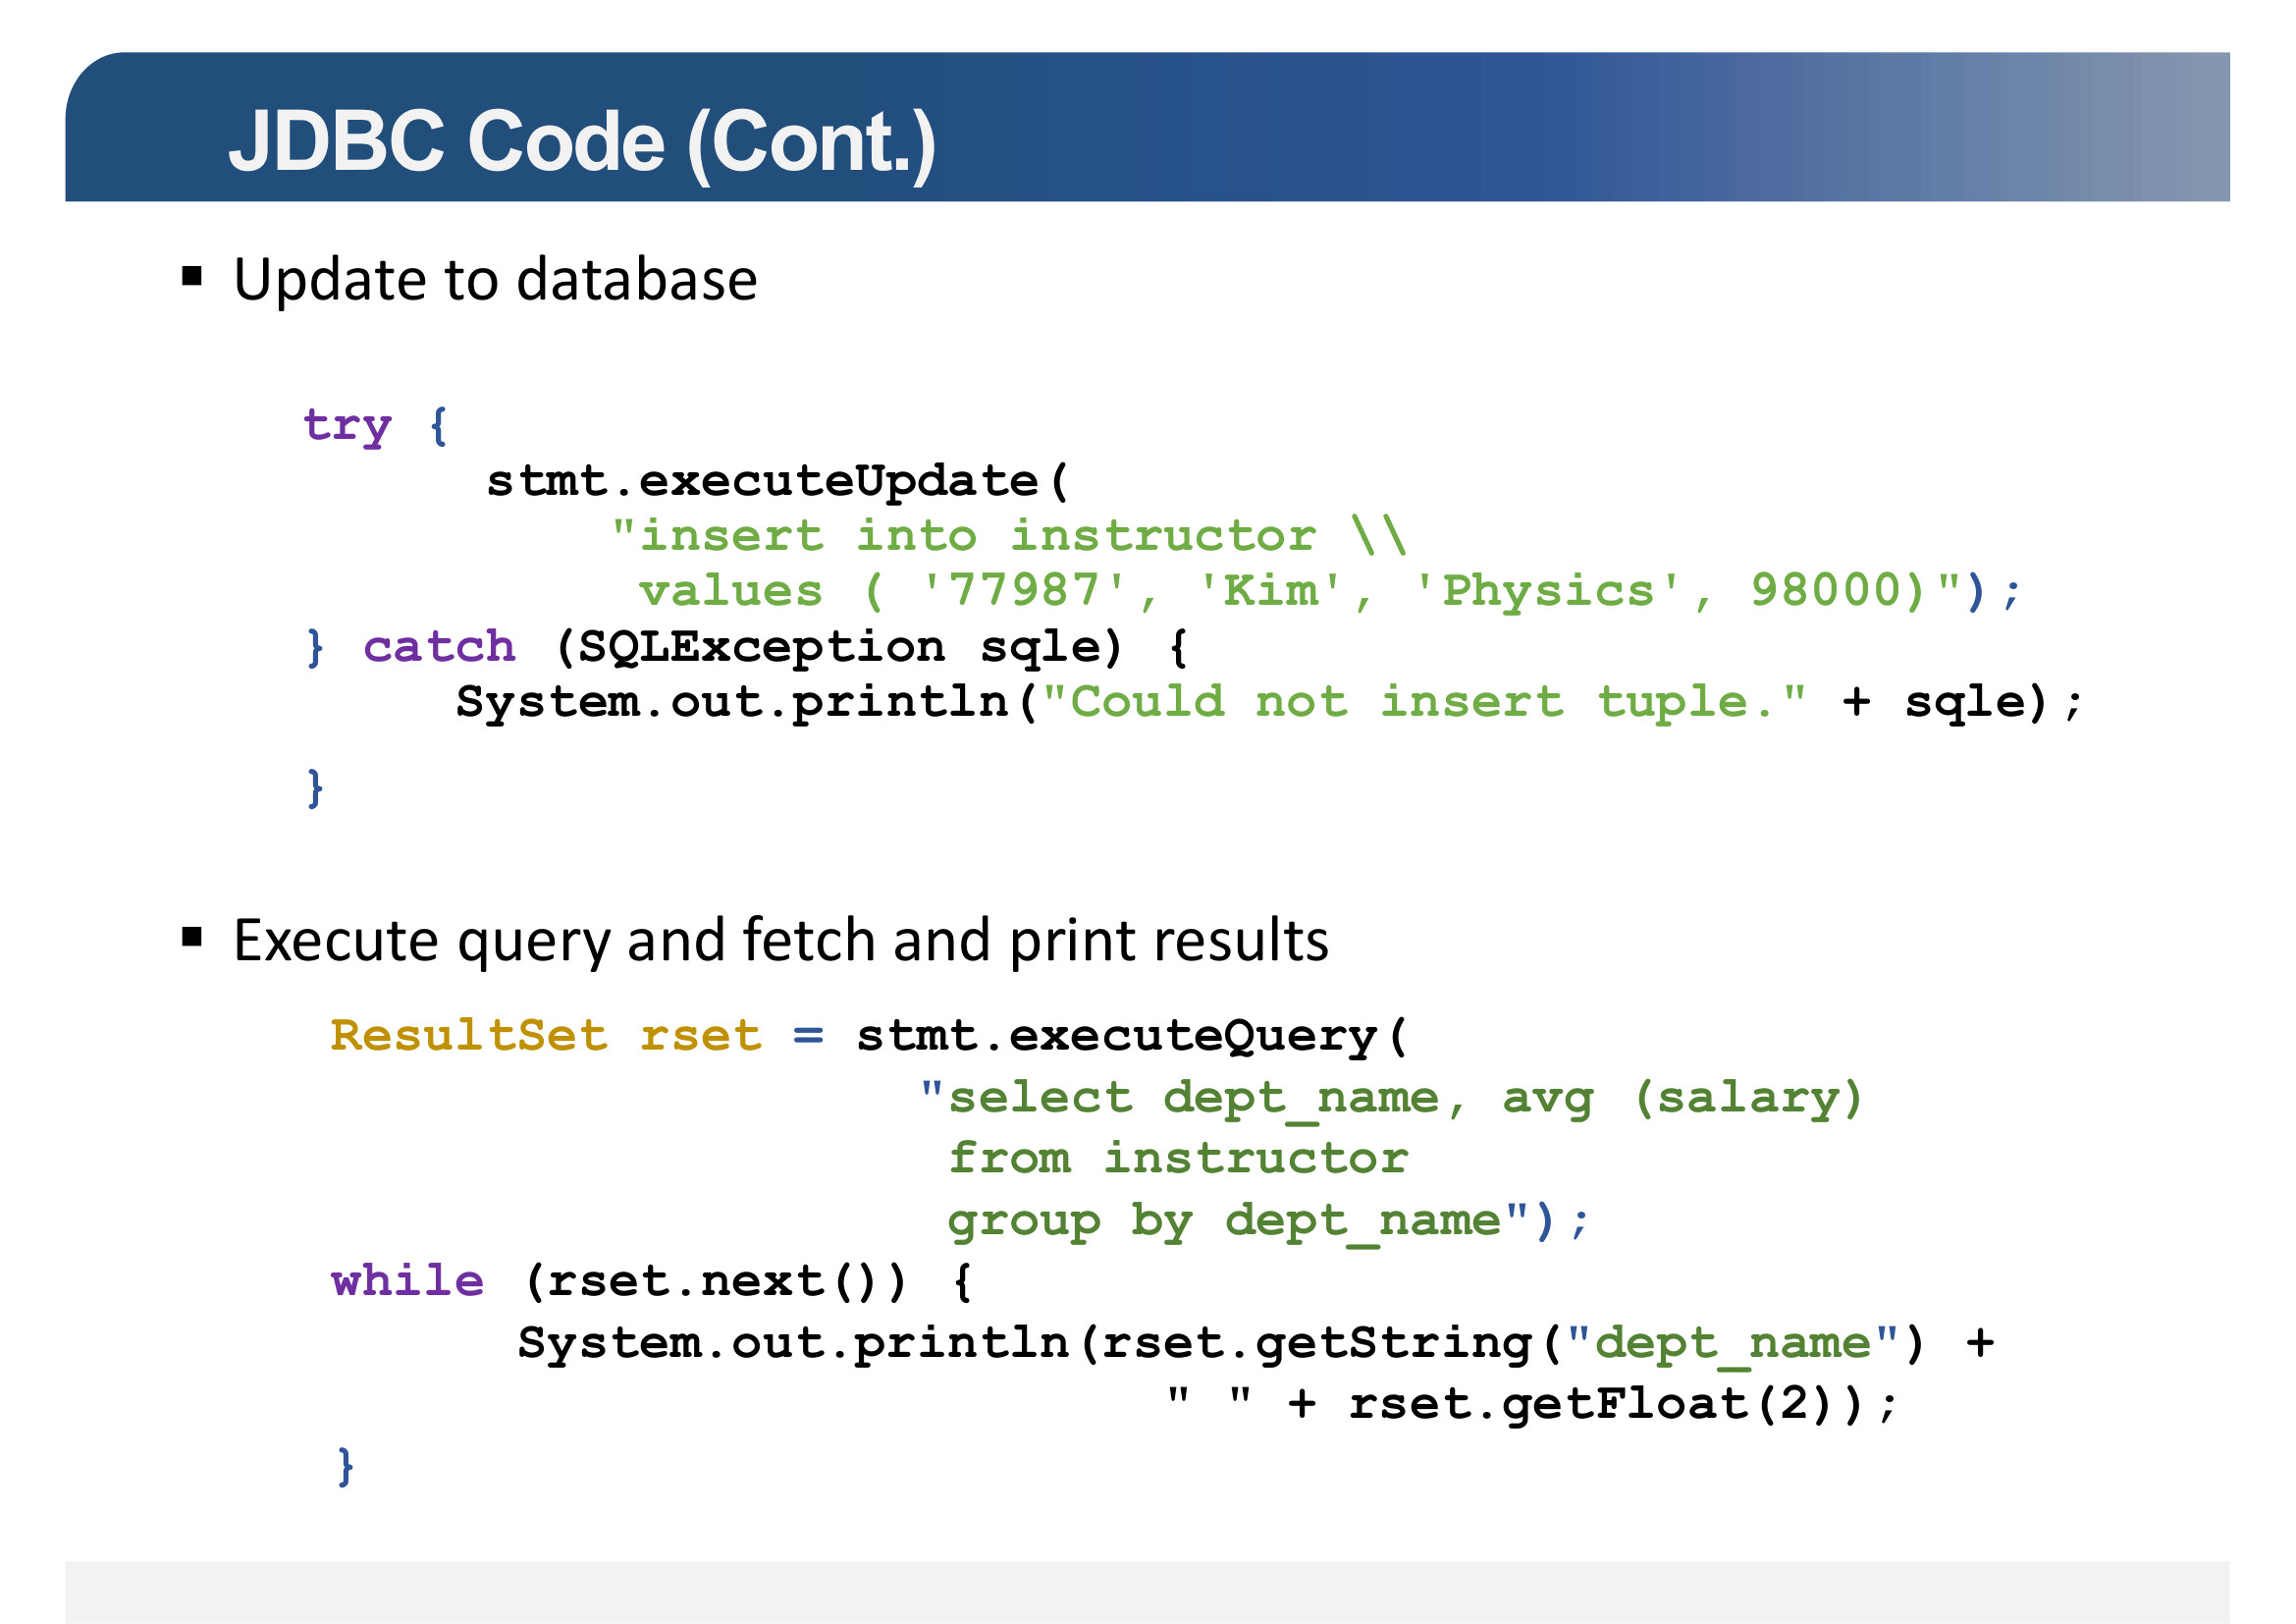 JDBC Code (Cont.)
▪ Update to database
try {
stmt.executeUpdate(
"insert into instructor \\
values ( '77987', 'Kim', 'Physics', 98000)");
} catch (SQLException sqle) {
System.out.println("Could not insert tuple." + sqle);
}
▪ Execute query and fetch and print results
ResultSet rset = stmt.executeQuery(
"select dept_name, avg (salary)
from instructor
group by dept_name");
while (rset.next()) {
System.out.println(rset.getString("dept_name") +
" " + rset.getFloat(2));
}